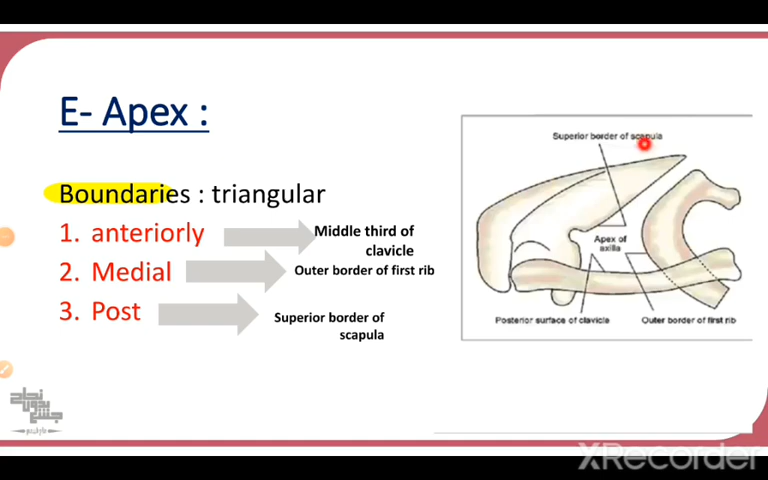 E- Apex :
Boundaries : triangular
1. anteriorly
Middle third of
clavicle
2. Medial
Outer border of first rib
3. Post
Superior border of
scapula
Superior border of scapula
Apex of
axilla
Posterior surface of clavicle
Outer border of first rib
XRecorder